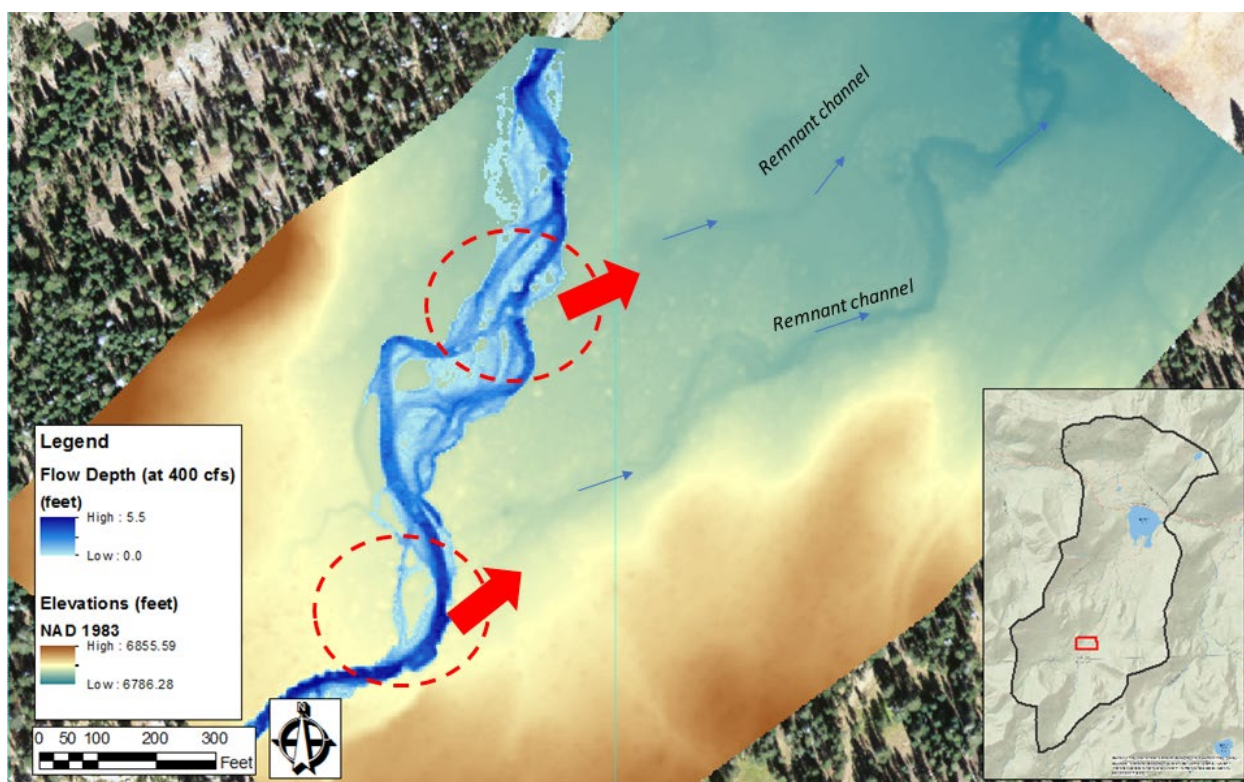 Remnant channel
Remnant channel
Legend
Flow Depth (at 400 cfs)
(feet)
High : 5.5
Low : 0.0
Elevations (feet)
NAD 1983
High : 6855.59
Low : 6786.28
0 50 100 200 300
Feet
N